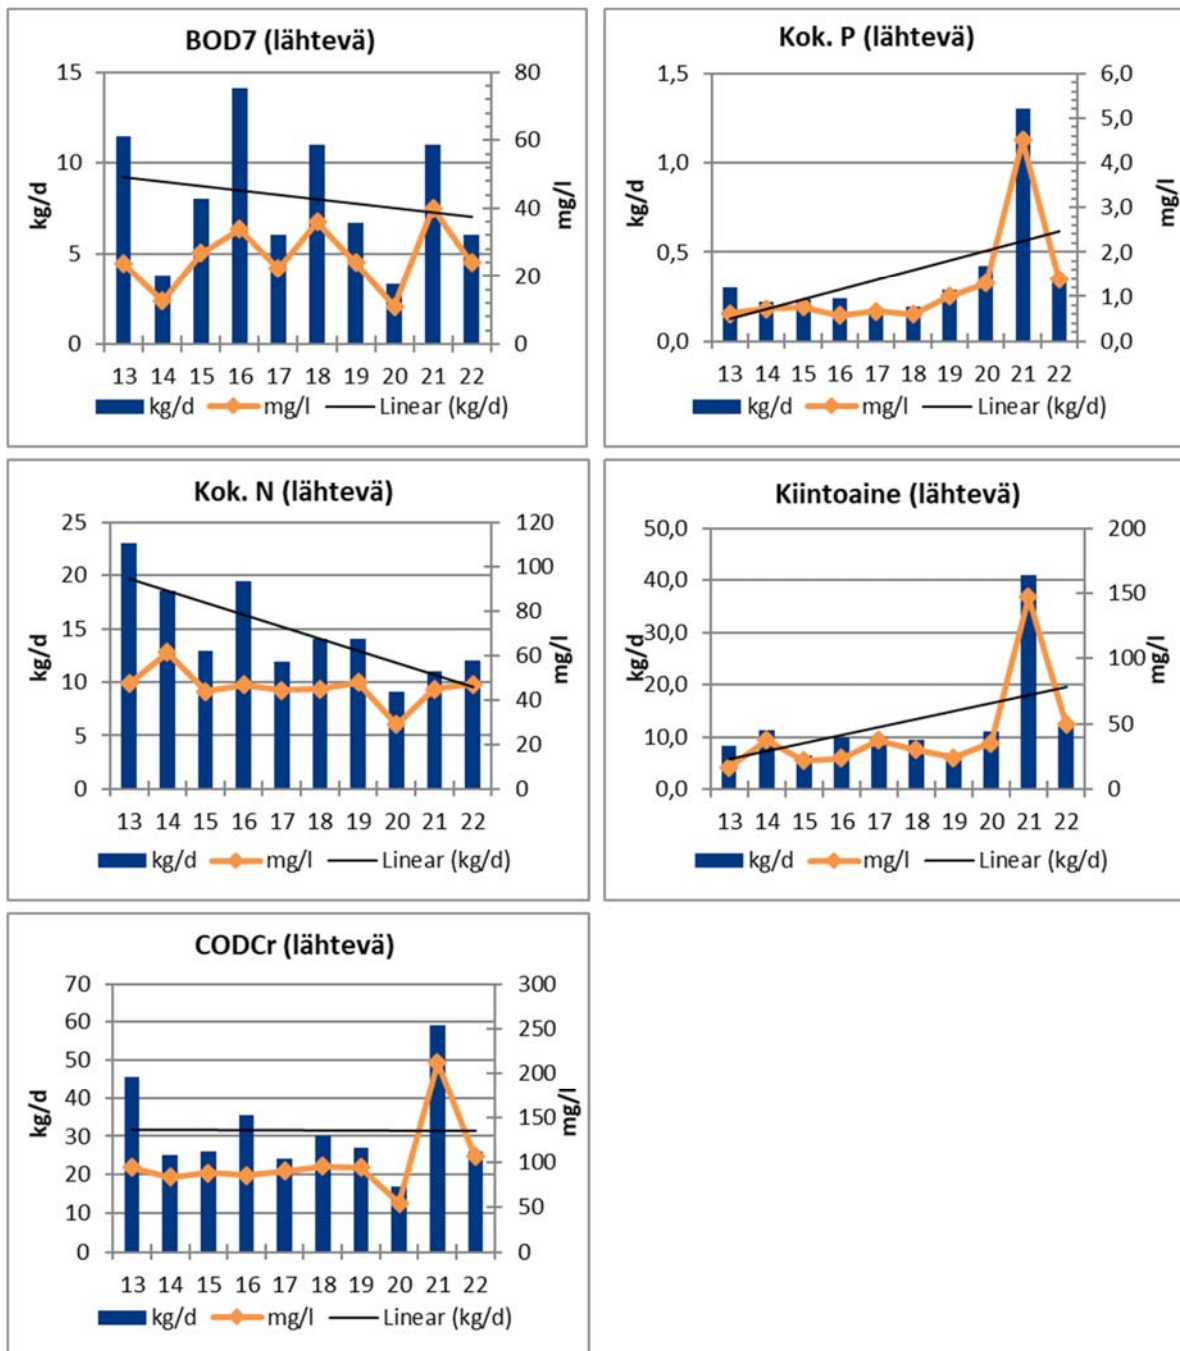 BOD7 (lähtevä)
15
10
5
0
kg/d
80
60
40
20
0
mg/l
13 14 15 16 17 18 19 20 21 22
kg/d mg/l Linear (kg/d)
Kok. P (lähtevä)
1,5
1,0
0,5
0,0
kg/d
6,0
5,0
4,0
3,0
2,0
1,0
0,0
mg/l
13 14 15 16 17 18 19 20 21 22
kg/d mg/l Linear (kg/d)
Kok. N (lähtevä)
25
20
15
10
5
0
kg/d
120
100
80
60
40
20
0
mg/l
13 14 15 16 17 18 19 20 21 22
kg/d mg/l Linear (kg/d)
Kiintoaine (lähtevä)
50,0
40,0
30,0
20,0
10,0
0,0
kg/d
200
150
100
50
0
mg/l
13 14 15 16 17 18 19 20 21 22
kg/d mg/l Linear (kg/d)
CODCr (lähtevä)
70
60
50
40
30
20
10
0
kg/d
300
250
200
150
100
50
0
mg/l
13 14 15 16 17 18 19 20 21 22
kg/d mg/l Linear (kg/d)